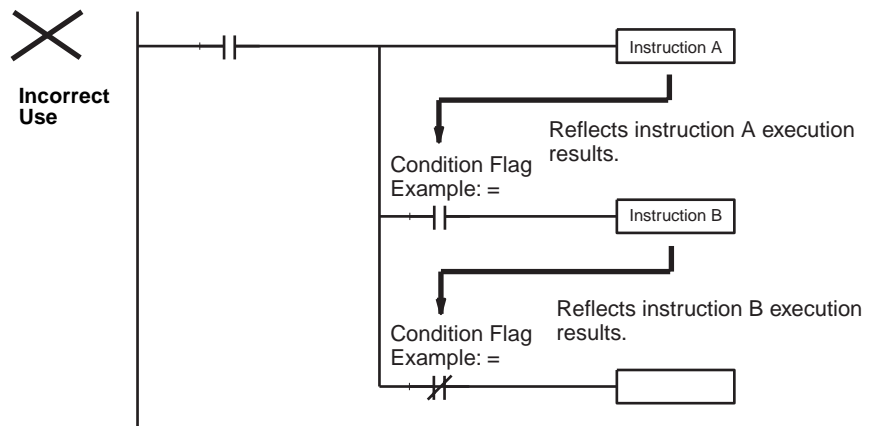 Incorrect
Use
Instruction A
Reflects instruction A execution
results.
Condition Flag
Example: =
Instruction B
Reflects instruction B execution
results.
Condition Flag
Example: =